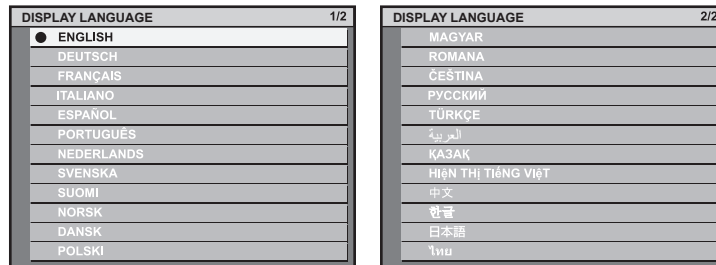 DISPLAY LANGUAGE 1/2
ENGLISH
DEUTSCH
FRANÇAIS
ITALIANO
ESPAÑOL
PORTUGUÊS
NEDERLANDS
SVENSKA
SUOMI
NORSK
DANSK
POLSKI
DISPLAY LANGUAGE 2/2
MAGYAR
ROMANA
ČEŠTINA
РУССКИЙ
TÜRKÇE
العربية
ҚАЗАҚ
HIệN THị TIếNG VIệT
中文
한글
日本語
ไทย